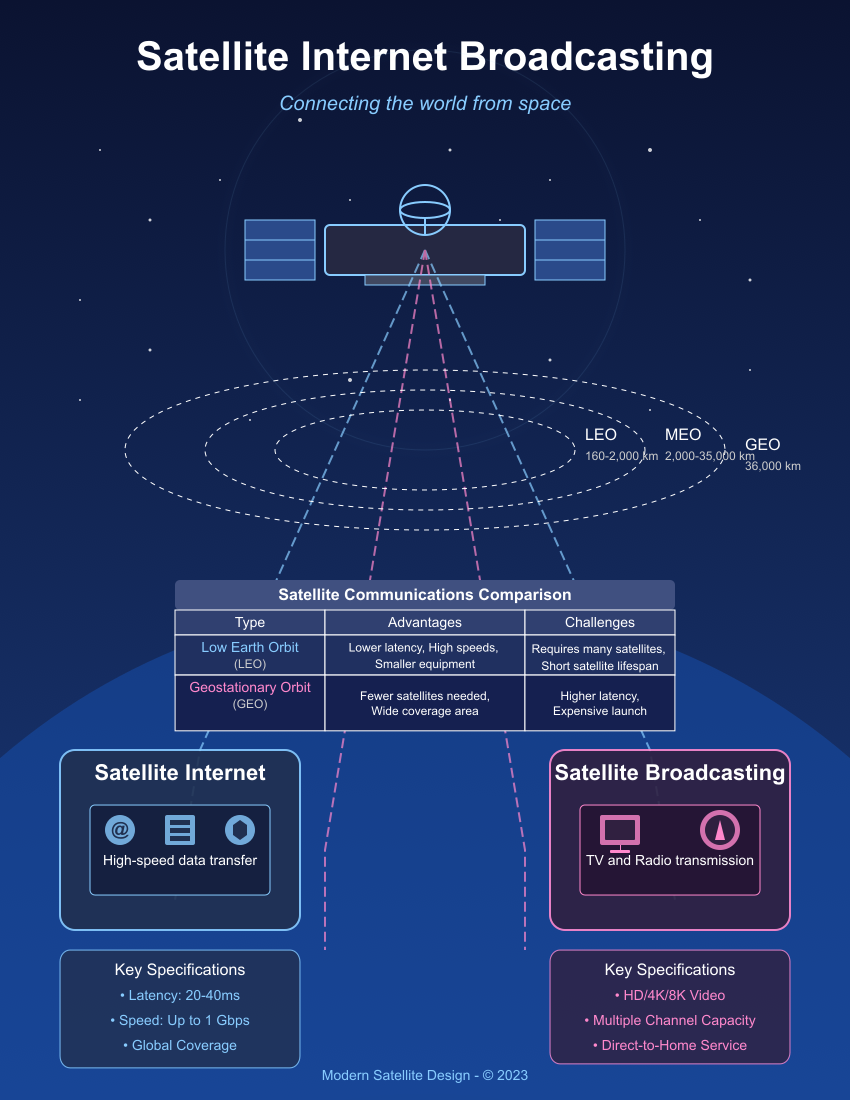 Satellite Internet Broadcasting
Connecting the world from space
LEO
160-2,000 km
MEO
2,000-35,000 km
GEO
36,000 km
Satellite Communications Comparison
Type
Advantages
Challenges
Low Earth Orbit
(LEO)
Lower latency, High speeds,
Smaller equipment
Requires many satellites,
Short satellite lifespan
Geostationary Orbit
(GEO)
Fewer satellites needed,
Wide coverage area
Higher latency,
Expensive launch
Satellite Internet
@
High-speed data transfer
Key Specifications
• Latency: 20-40ms
• Speed: Up to 1 Gbps
• Global Coverage
Satellite Broadcasting
TV and Radio transmission
Key Specifications
• HD/4K/8K Video
• Multiple Channel Capacity
• Direct-to-Home Service
Modern Satellite Design - © 2023